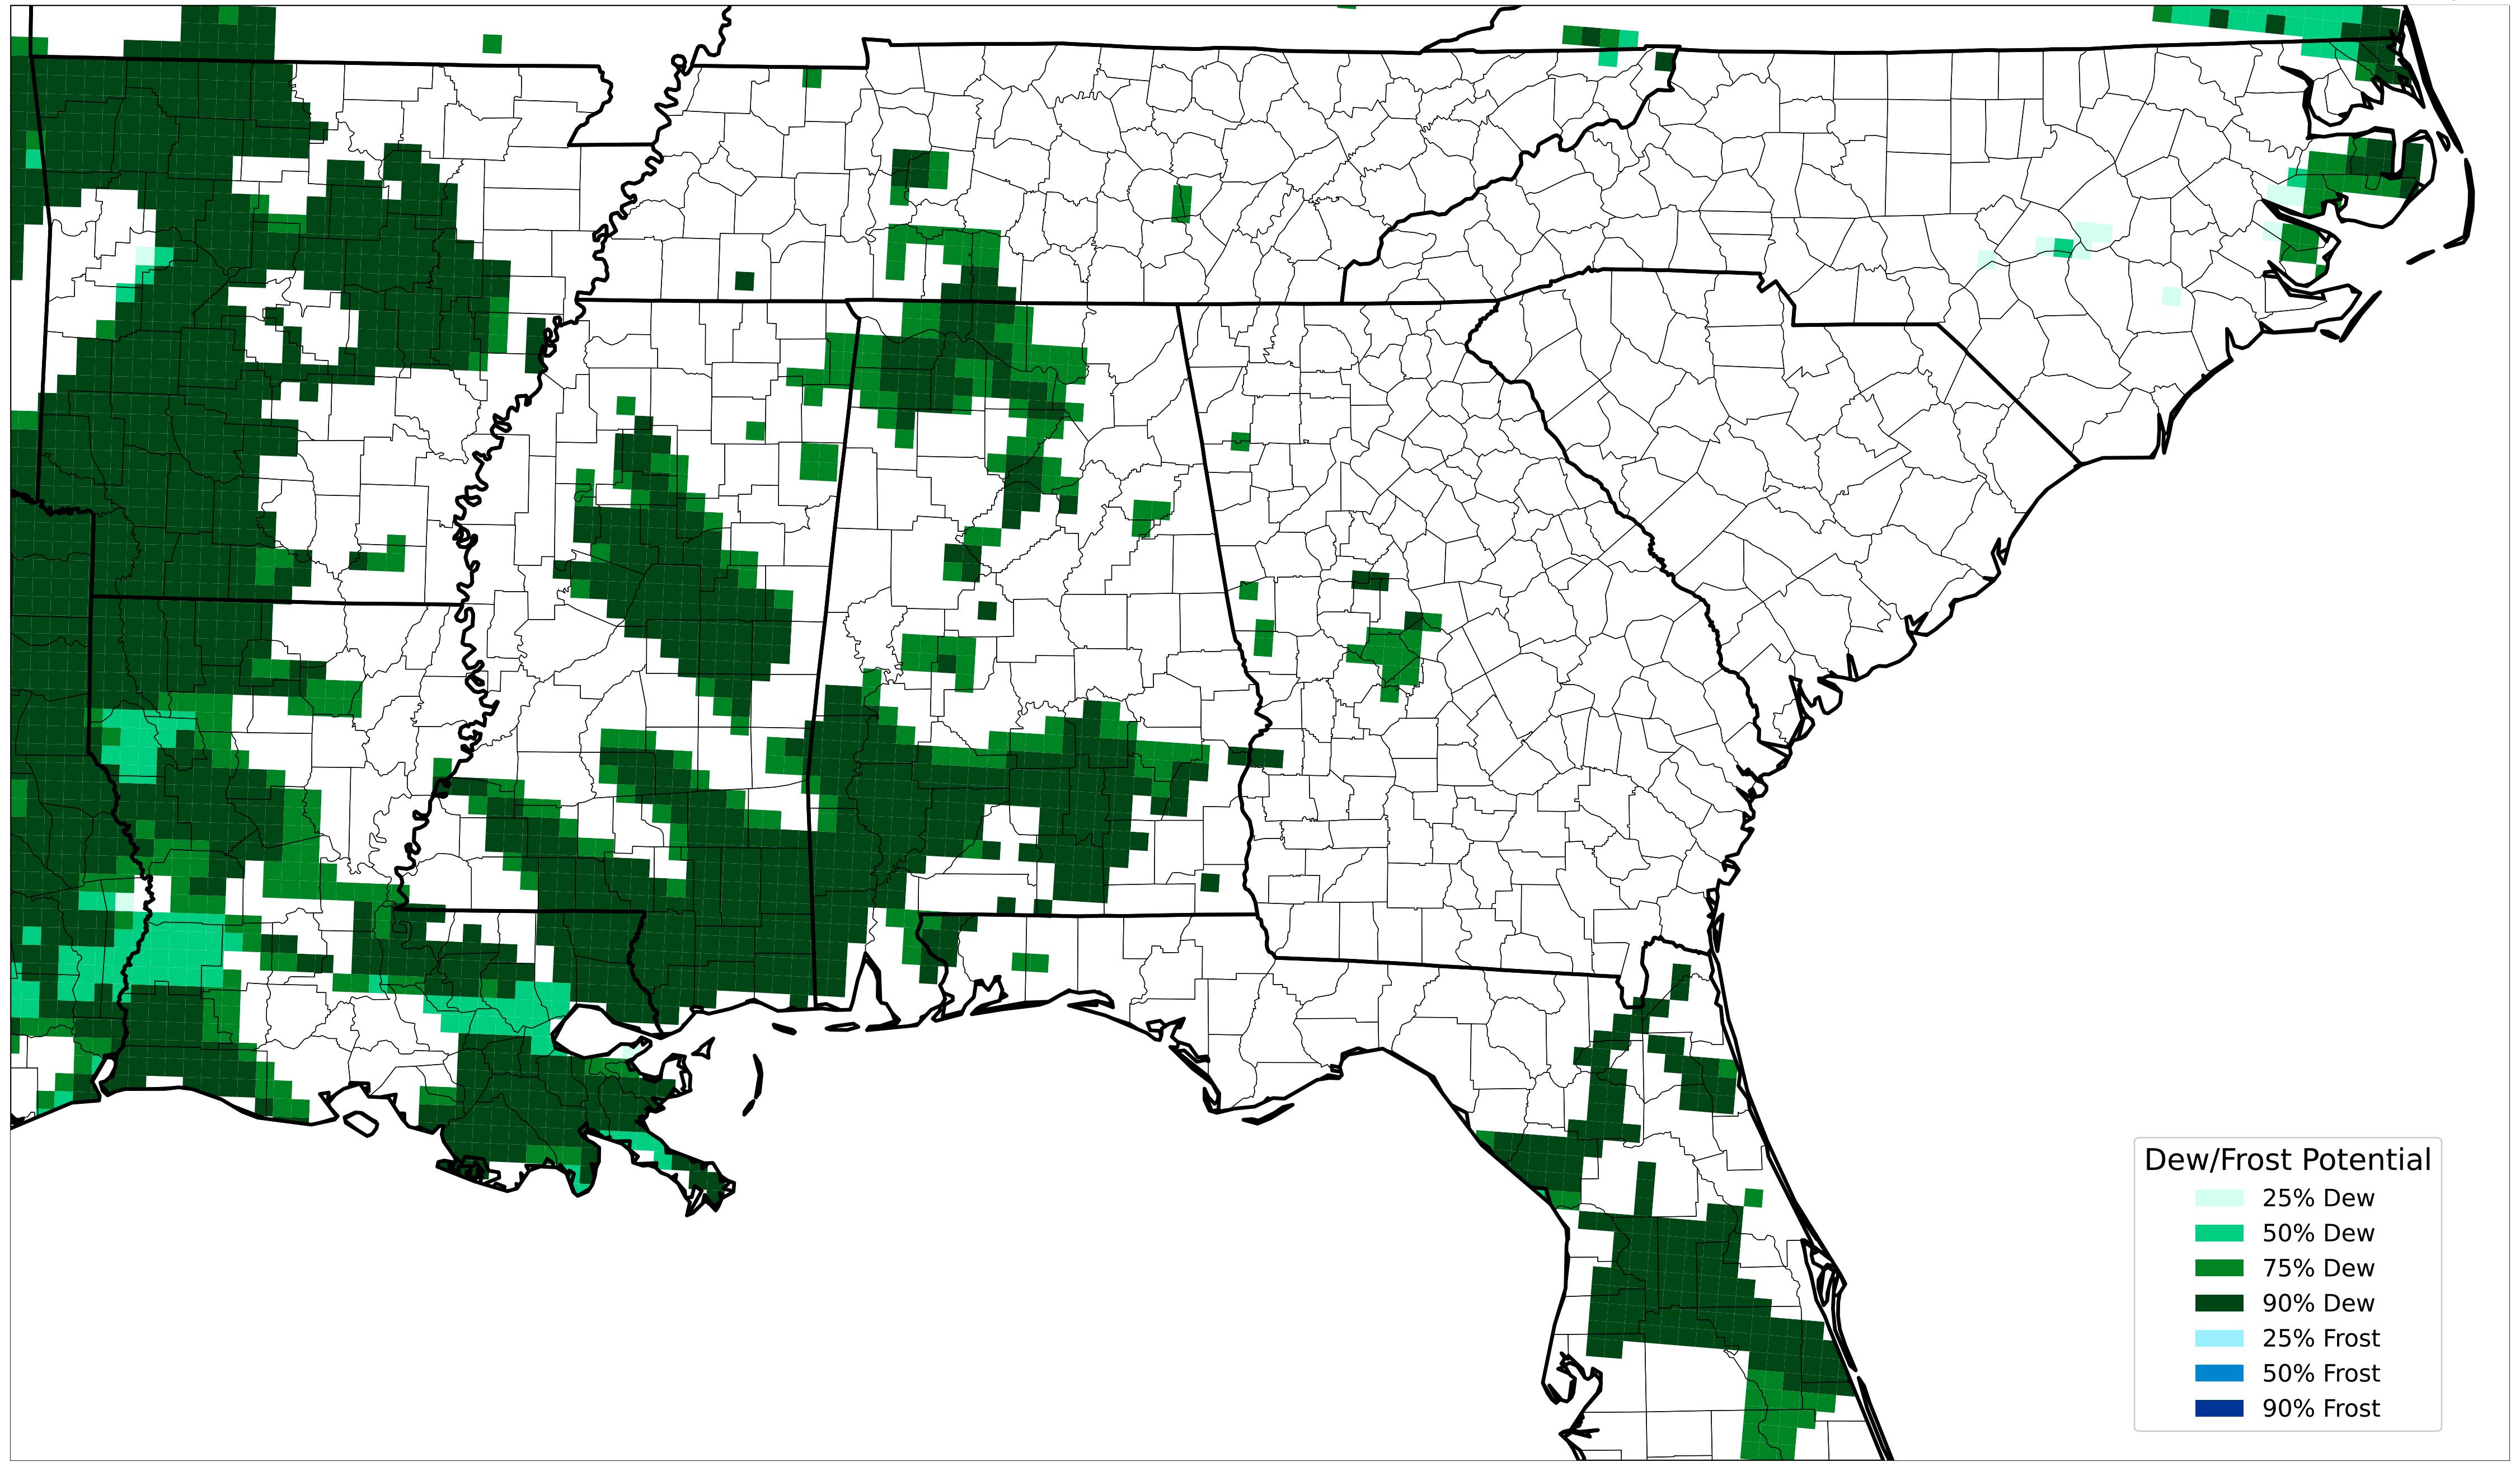 Dew/Frost Potential
25% Dew
50% Dew
75% Dew
90% Dew
25% Frost
50% Frost
90% Frost